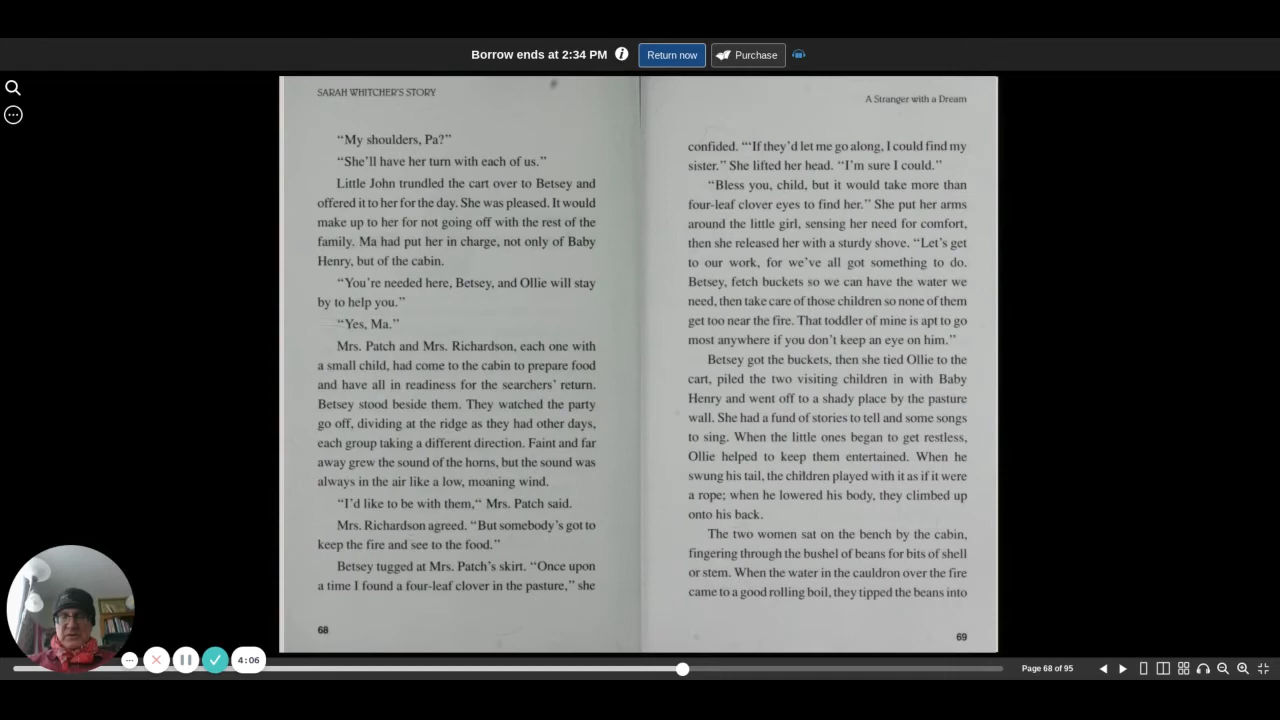 Borrow ends at 2:34 PM
Return now
Purchase
SARAH WHITCHER'S STORY
"My shoulders, Pa?"
"She'll have her turn with each of us."
Little John trundled the cart over to Betsey and
offered it to her for the day. She was pleased. It would
make up to her for not going off with the rest of the
family. Ma had put her in charge, not only of Baby
Henry, but of the cabin.
"You're needed here, Betsey, and Ollie will stay
by to help you."
"Yes, Ma."
Mrs. Patch and Mrs. Richardson, each one with
a small child, had come to the cabin to prepare food
and have all in readiness for the searchers' return.
Betsey stood beside them. They watched the party
go off, dividing at the ridge as they had other days,
each group taking a different direction. Faint and far
away grew the sound of the horns, but the sound was
always in the air like a low, moaning wind.
"I'd like to be with them," Mrs. Patch said.
Mrs. Richardson agreed. "But somebody's got to
keep the fire and see to the food."
Betsey tugged at Mrs. Patch's skirt. "Once upon
a time I found a four-leaf clover in the pasture," she
68
A Stranger with a Dream
confided. "'If they'd let me go along, I could find my
sister." She lifted her head. "I'm sure I could."
"Bless you, child, but it would take more than
four-leaf clover eyes to find her." She put her arms
around the little girl, sensing her need for comfort,
then she released her with a sturdy shove. "Let's get
to our work, for we've all got something to do.
Betsey, fetch buckets so we can have the water we
need, then take care of those children so none of them
get too near the fire. That toddler of mine is apt to go
most anywhere if you don't keep an eye on him."
Betsey got the buckets, then she tied Ollie to the
cart, piled the two visiting children in with Baby
Henry and went off to a shady place by the pasture
wall. She had a fund of stories to tell and some songs
to sing. When the little ones began to get restless,
Ollie helped to keep them entertained. When he
swung his tail, the children played with it as if it were
a rope; when he lowered his body, they climbed up
onto his back.
The two women sat on the bench by the cabin,
fingering through the bushel of beans for bits of shell
or stem. When the water in the cauldron over the fire
came to a good rolling boil, they tipped the beans into
69
4:06
Page 68 of 95